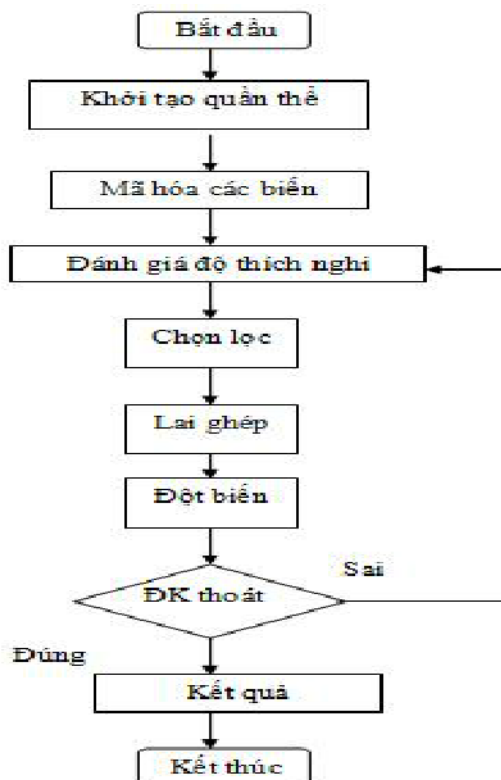 Bắt đầu
Khởi tạo quần thể
Mã hóa các biến
Đánh giá độ thích nghi
Chọn lọc
Lai ghép
Đột biến
Sai
ĐK thoát
Đúng
Kết quả
Kết thúc